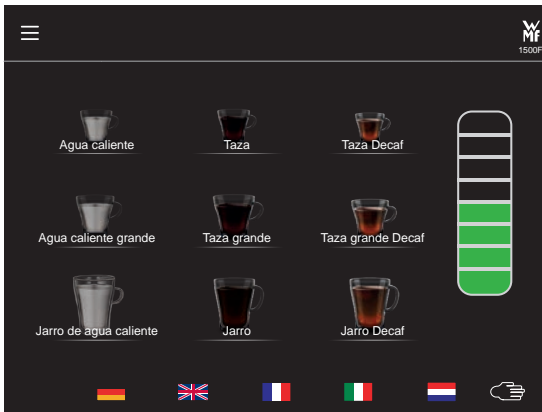 WMF
1500F
Agua caliente
Taza
Taza Decaf
Agua caliente grande
Taza grande
Taza grande Decaf
Jarro de agua caliente
Jarro
Jarro Decaf